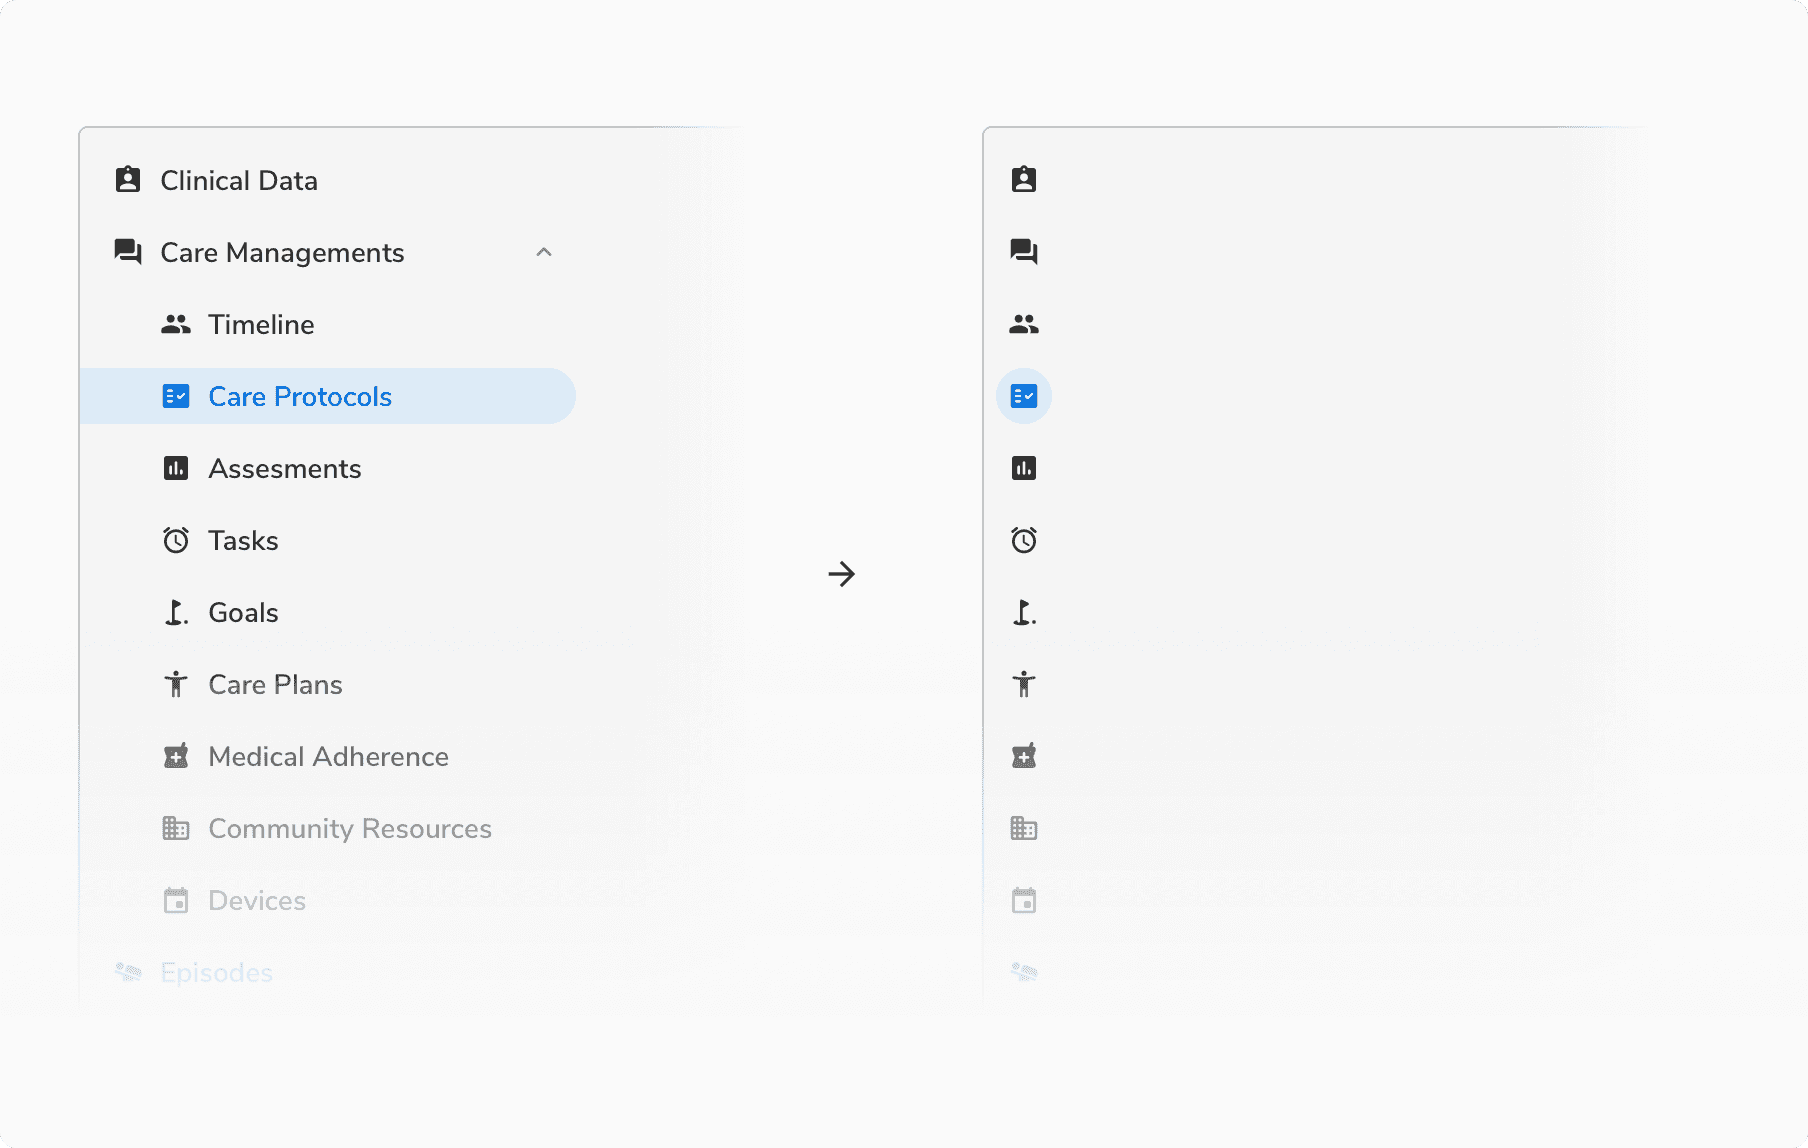 Clinical Data
Care Managements
Timeline
Care Protocols
Assesments
Tasks
Goals
Care Plans
Medical Adherence
Community Resources
Devices
Episodes